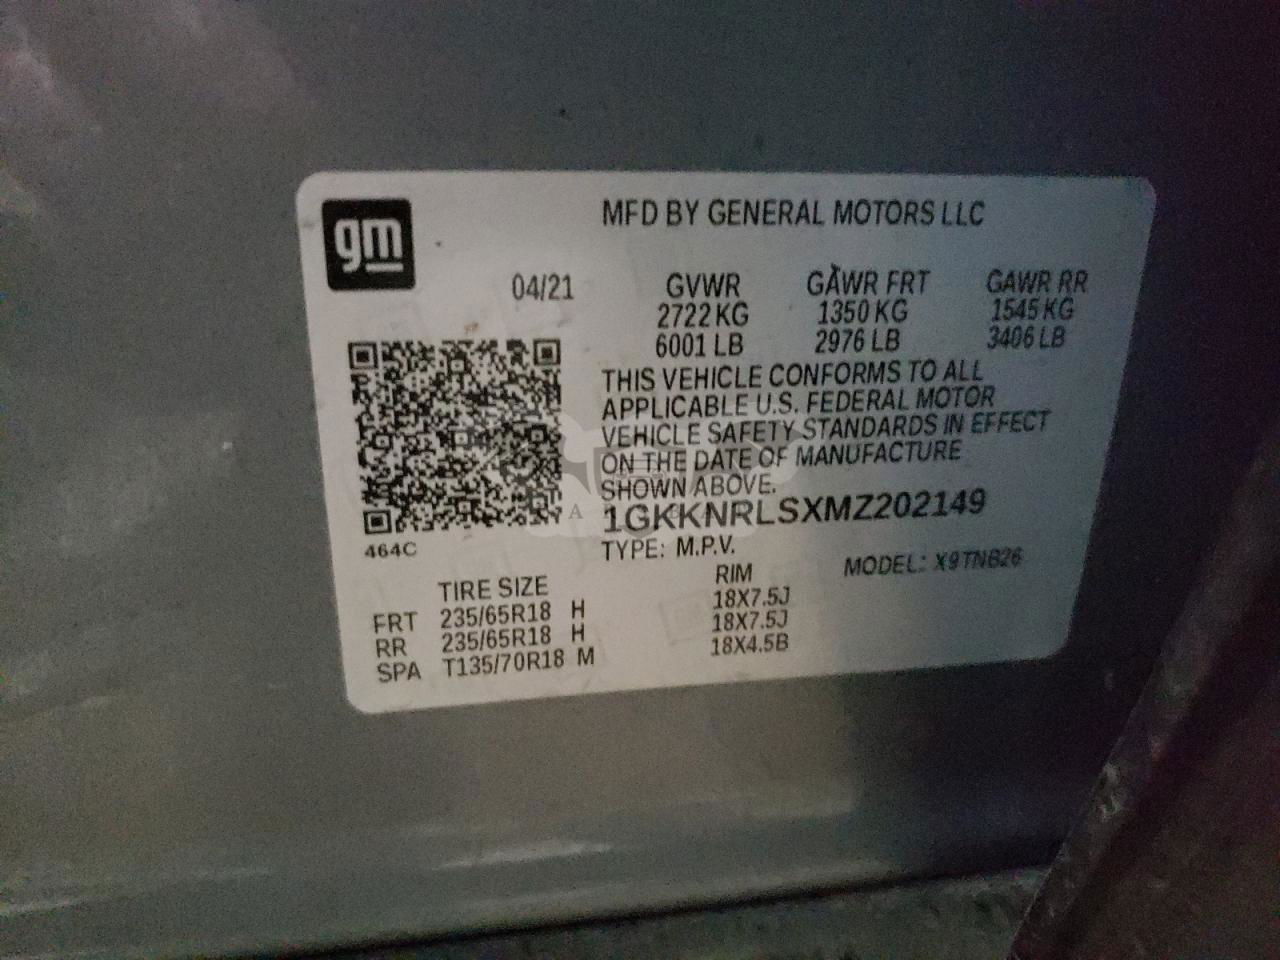 gm
MFD BY GENERAL MOTORS LLC
04/21 GVWR GAWR FRT GAWR RR
2722 KG 1350 KG 1545 KG
6001 LB 2976 LB 3406 LB
THIS VEHICLE CONFORMS TO ALL
APPLICABLE U.S. FEDERAL MOTOR
VEHICLE SAFETY STANDARDS IN EFFECT
ON THE DATE OF MANUFACTURE
SHOWN ABOVE.
1GKKNRLSXMZ202149
464C
TYPE: M.P.V. MODEL: X9TNB26
TIRE SIZE RIM
FRT 235/65R18 H 18X7.5J
RR 235/65R18 H 18X7.5J
SPA T135/70R18 M 18X4.5B